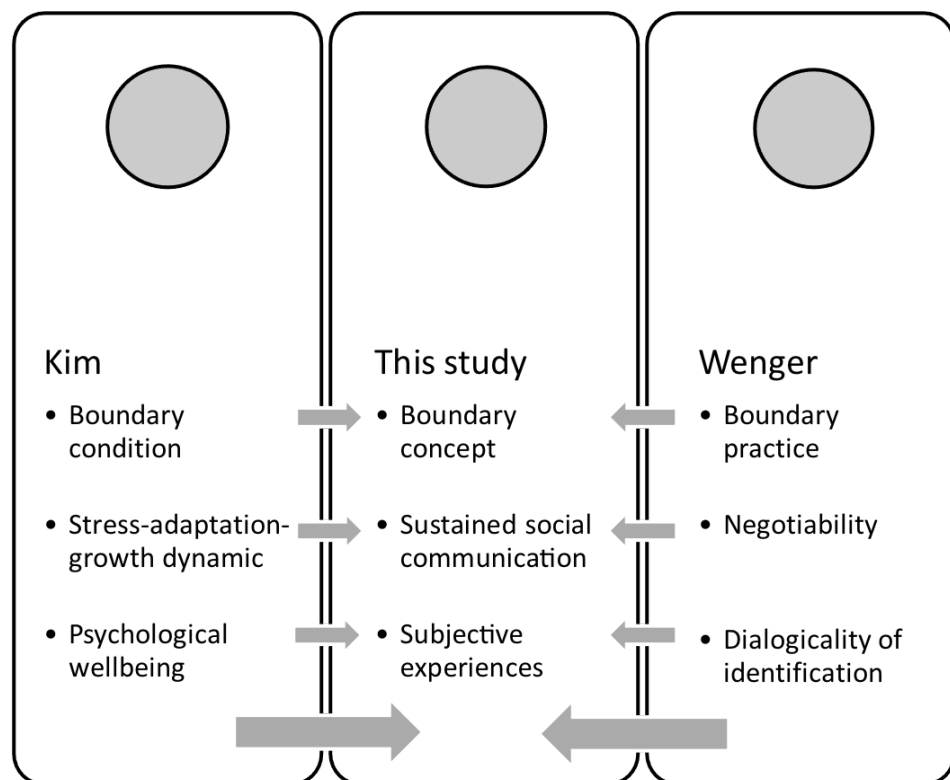 Kim
• Boundary
condition
• Stress-adaptation-
growth dynamic
• Psychological
wellbeing
This study
• Boundary
concept
• Sustained social
communication
• Subjective
experiences
Wenger
• Boundary
practice
• Negotiability
• Dialogicality of
identification